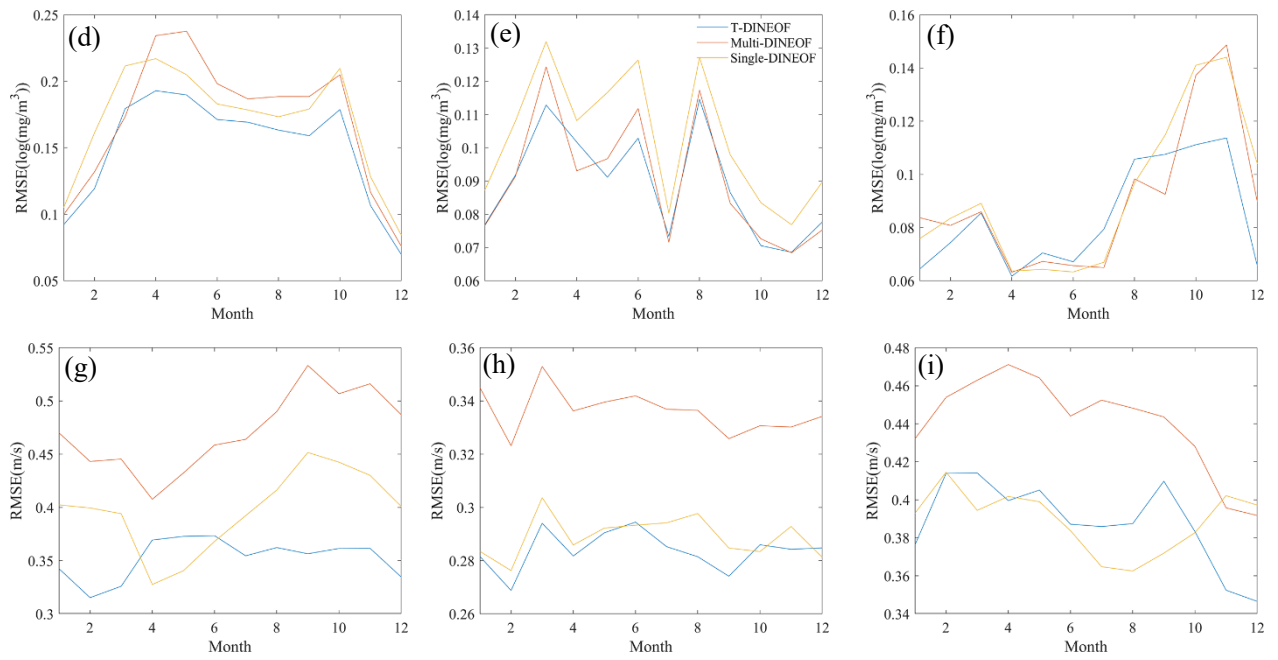 (d)
0.25
0.2
0.15
0.1
0.05
RMSE(log(mg/m³))
2 4 6 8 10 12
Month
(e)
T-DINEOF
Multi-DINEOF
Single-DINEOF
0.14
0.13
0.12
0.11
0.1
0.09
0.08
0.07
0.06
RMSE(log(mg/m³))
2 4 6 8 10 12
Month
(f)
0.16
0.14
0.12
0.1
0.08
0.06
RMSE(log(mg/m³))
2 4 6 8 10 12
Month
(g)
0.55
0.5
0.45
0.4
0.35
0.3
RMSE(m/s)
2 4 6 8 10 12
Month
(h)
0.36
0.34
0.32
0.3
0.28
0.26
RMSE(m/s)
2 4 6 8 10 12
Month
(i)
0.48
0.46
0.44
0.42
0.4
0.38
0.36
0.34
RMSE(m/s)
2 4 6 8 10 12
Month